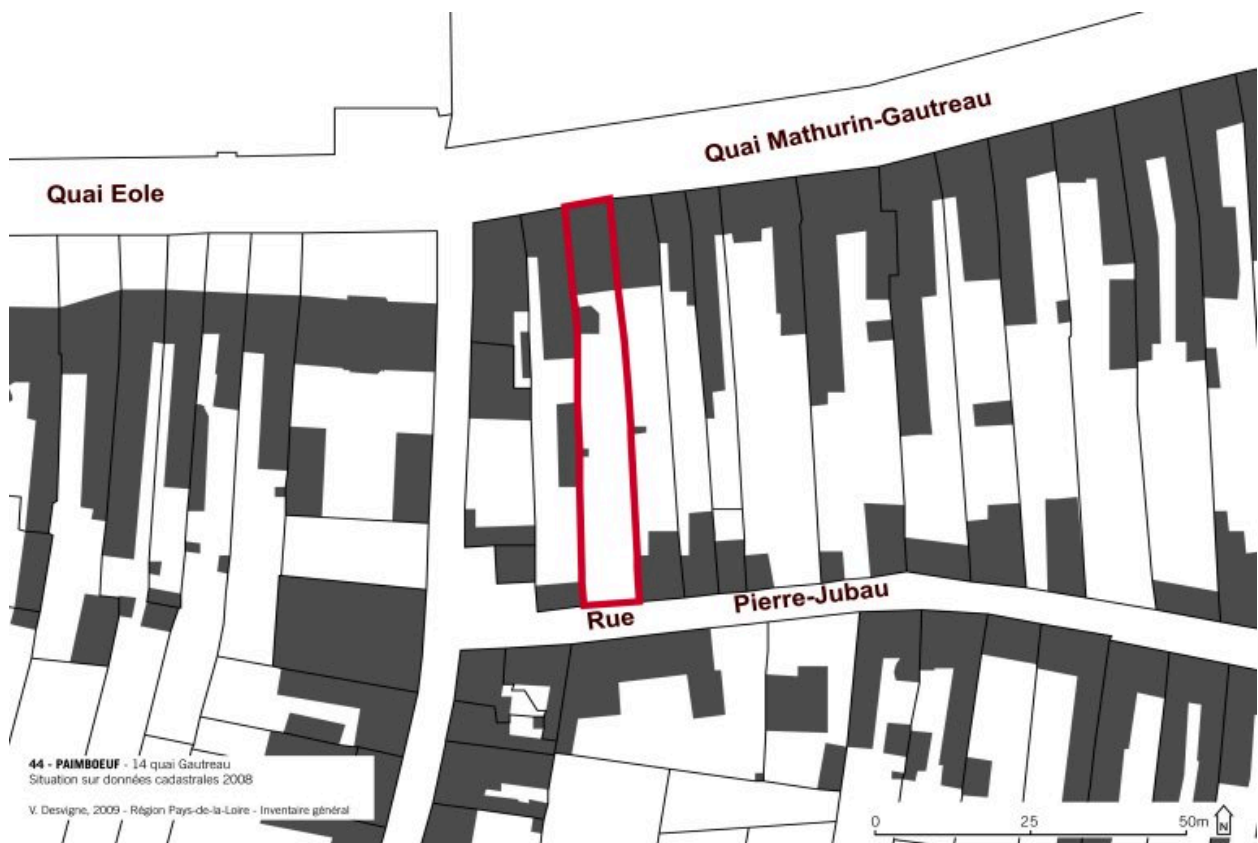 Quai Mathurin-Gautreau
Quai Eole
Rue Pierre-Jubau
44 - PAIMBOEUF - 14 quai Gautreau
Situation sur données cadastrales 2008
V. Desvigne, 2009 - Région Pays-de-la-Loire - Inventaire général
0 25 50m
N